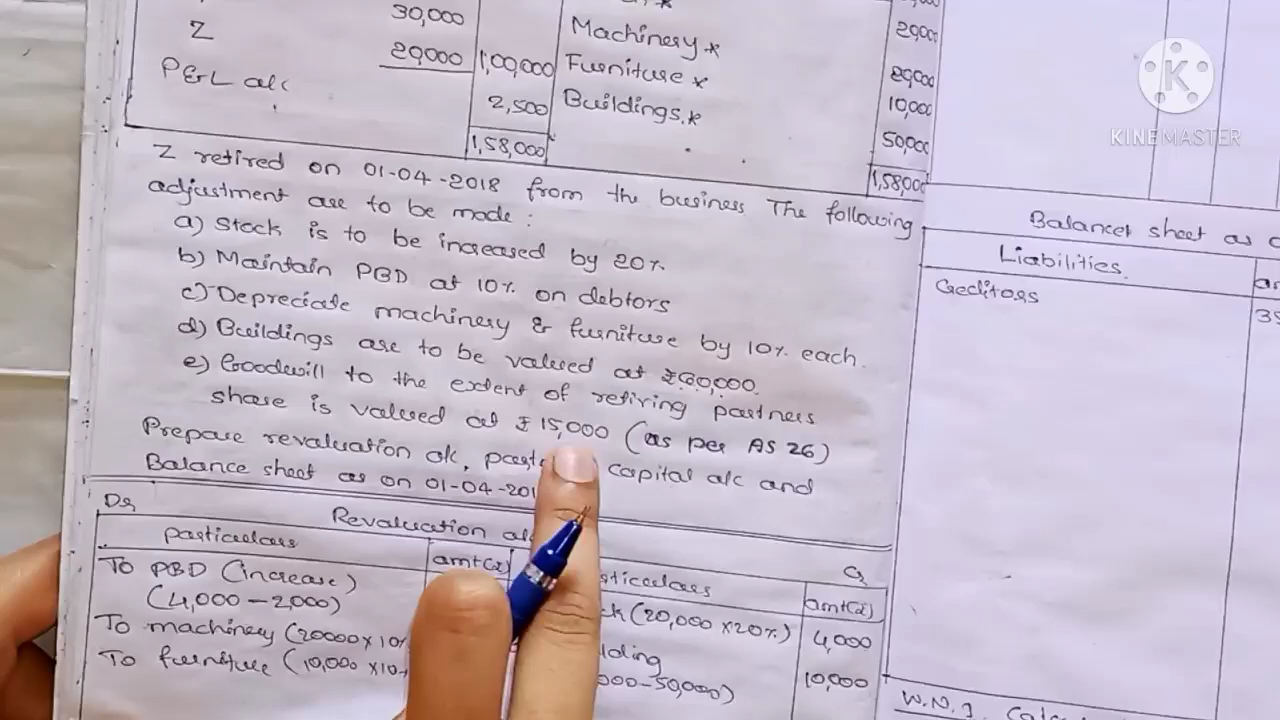 30,000
Z 20,000 1,00,000
P&L a/c 2,500
1,58,000
Machinery * 20,000
Furniture * 20,000
Buildings * 10,000
50,000
1,58,000
Z retired on 01-04-2018 from the business The following
adjustment are to be made:
a) Stock is to be increased by 20%
b) Maintain PBD at 10% on debtors
c) Depreciate machinery & furniture by 10% each.
d) Buildings are to be valued at ₹60,000.
e) Goodwill to the extent of retiring partners
share is valued at ₹ 15,000 (as per AS 26)
Prepare revaluation a/c, capital a/c and
Balance sheet as on 01-04-201
Dr
Revaluation
Cr
particulars amt(₹) amt(₹)
To PBD (increase)
(4,000-2,000)
To machinery (20000×10%
To furniture (10,000×10%
(20,000×20%) 4,000
000-50,000) 10,000
Balance sheet as
Liabilities
Creditors
W.N.1
KINEMASTER